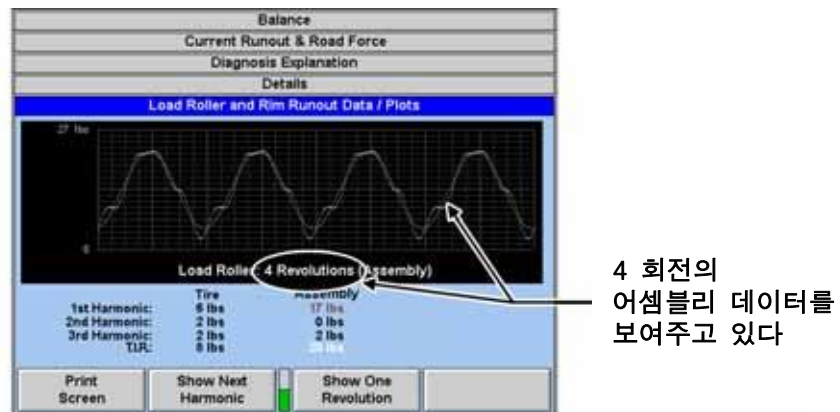 Balance
Current Runout & Road Force
Diagnosis Explanation
Details
Load Roller and Rim Runout Data / Plots
27 lbs
0
Load Roller: 4 Revolutions (Assembly)
Tire Assembly
1st Harmonic: 6 lbs 17 lbs
2nd Harmonic: 2 lbs 0 lbs
3rd Harmonic: 2 lbs 2 lbs
T.I.R.: 8 lbs
Print Screen
Show Next Harmonic
Show One Revolution
4 회전의
어셈블리 데이터를
보여주고 있다